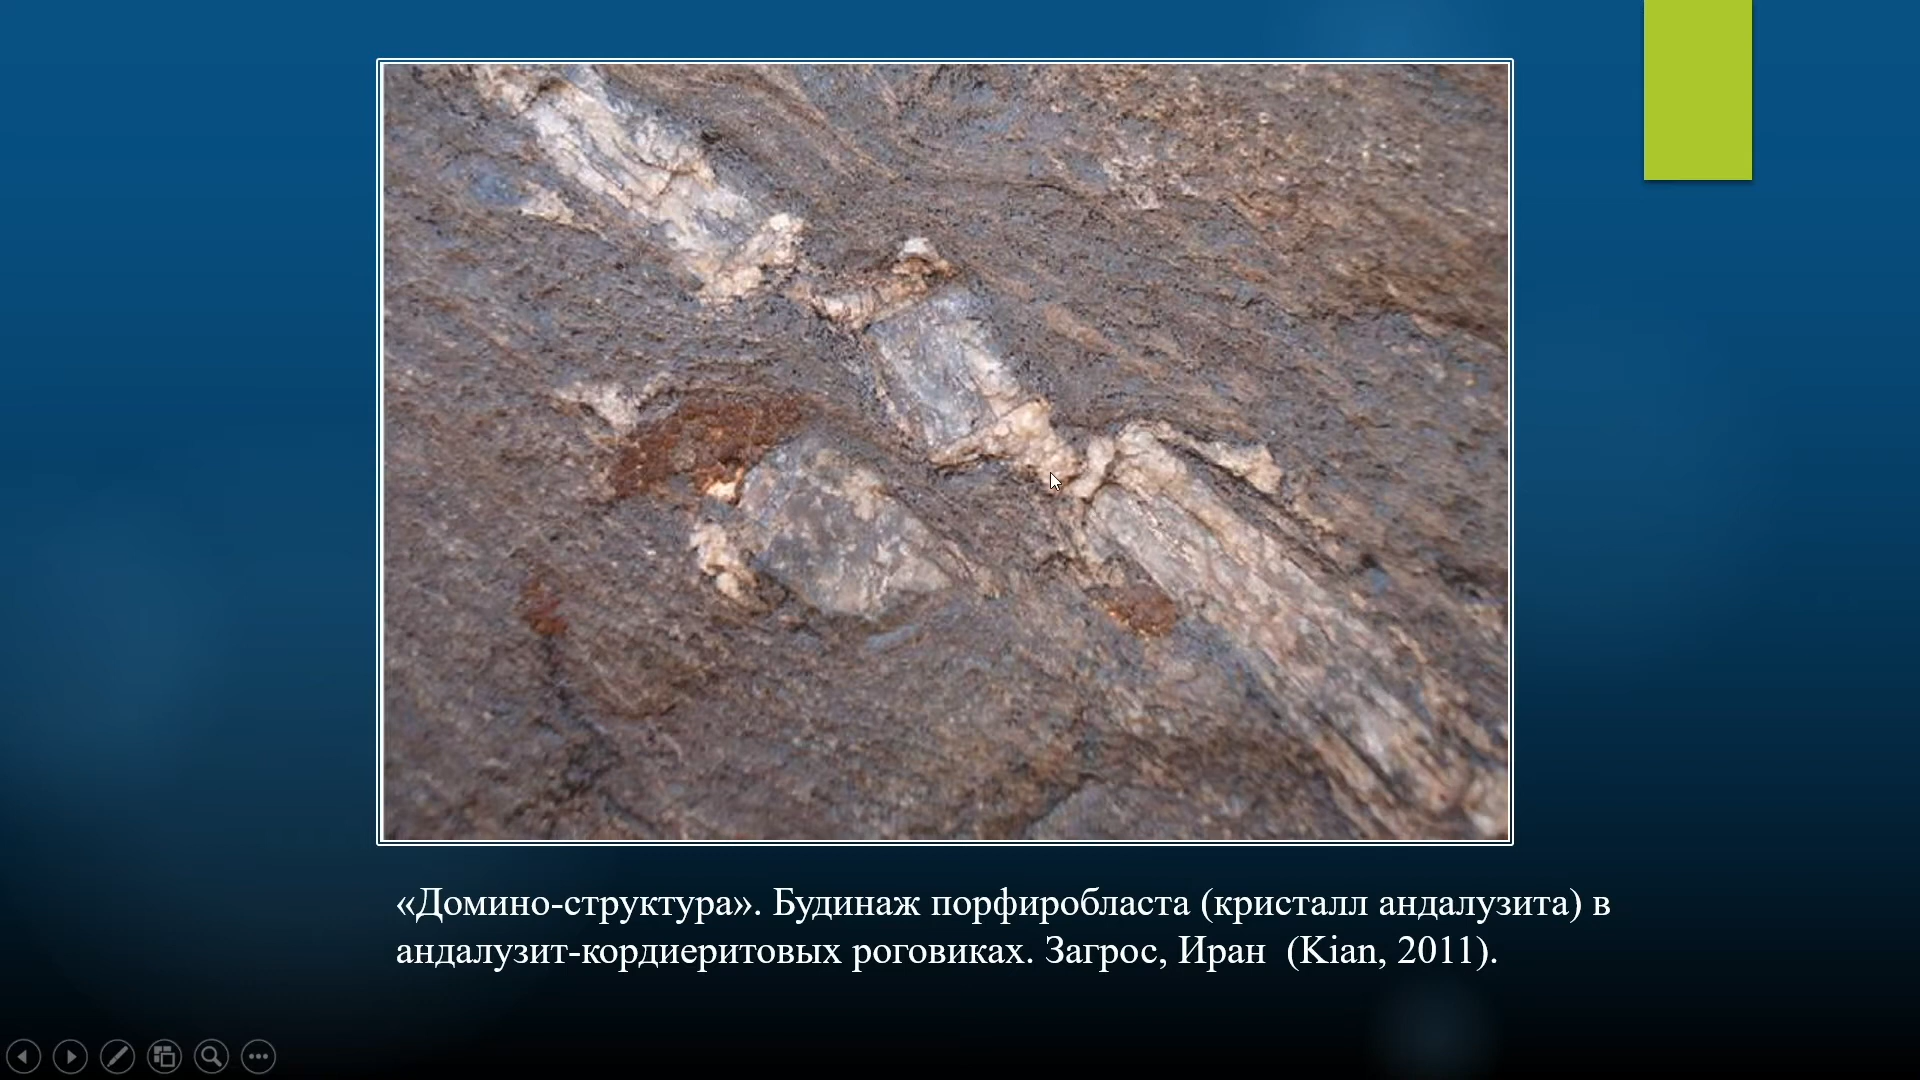 «Домино-структура». Будинаж порфиробласта (кристалл андалузита) в
андалузит-кордиеритовых роговиках. Загрос, Иран  (Kian, 2011).